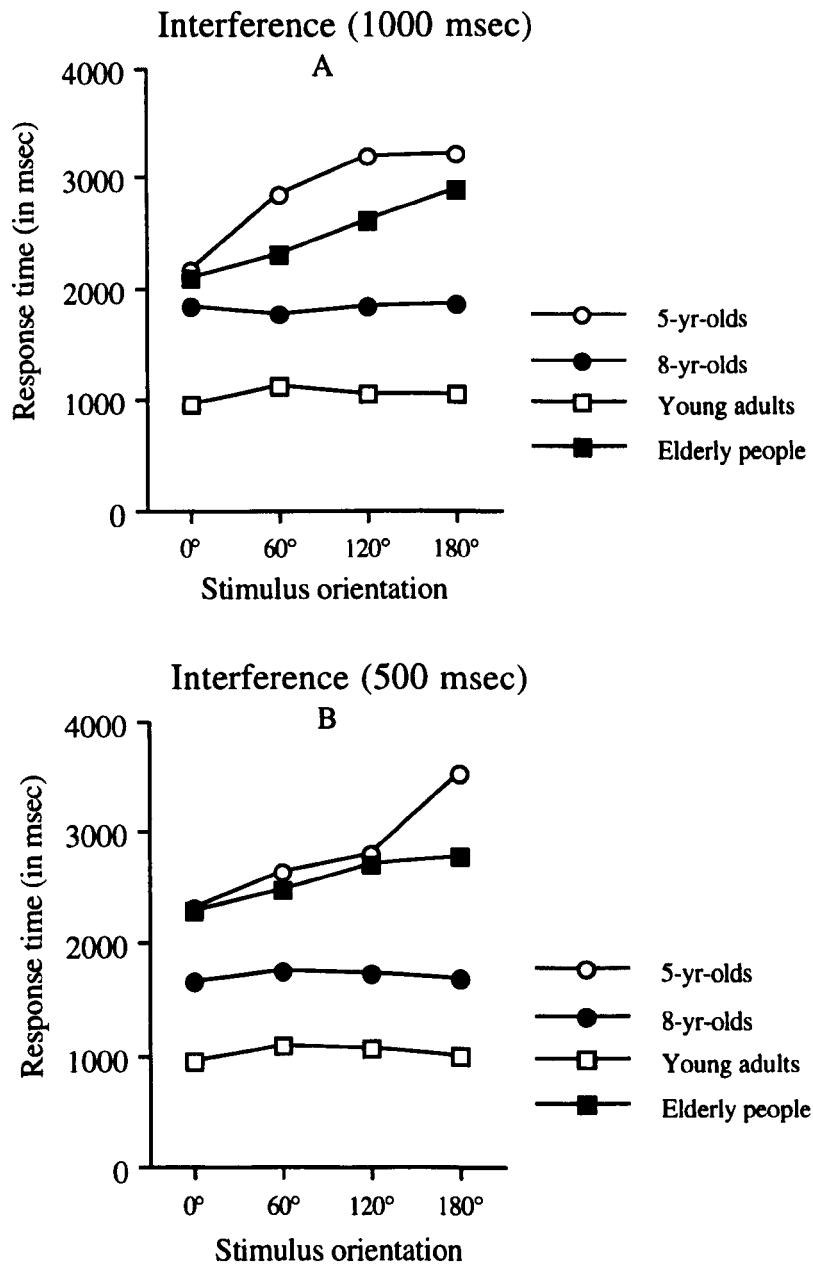 Interference (1000 msec)
A
4000
3000
2000
1000
0
Response time (in msec)
0° 60° 120° 180°
Stimulus orientation
5-yr-olds
8-yr-olds
Young adults
Elderly people
Interference (500 msec)
B
4000
3000
2000
1000
0
Response time (in msec)
0° 60° 120° 180°
Stimulus orientation
5-yr-olds
8-yr-olds
Young adults
Elderly people